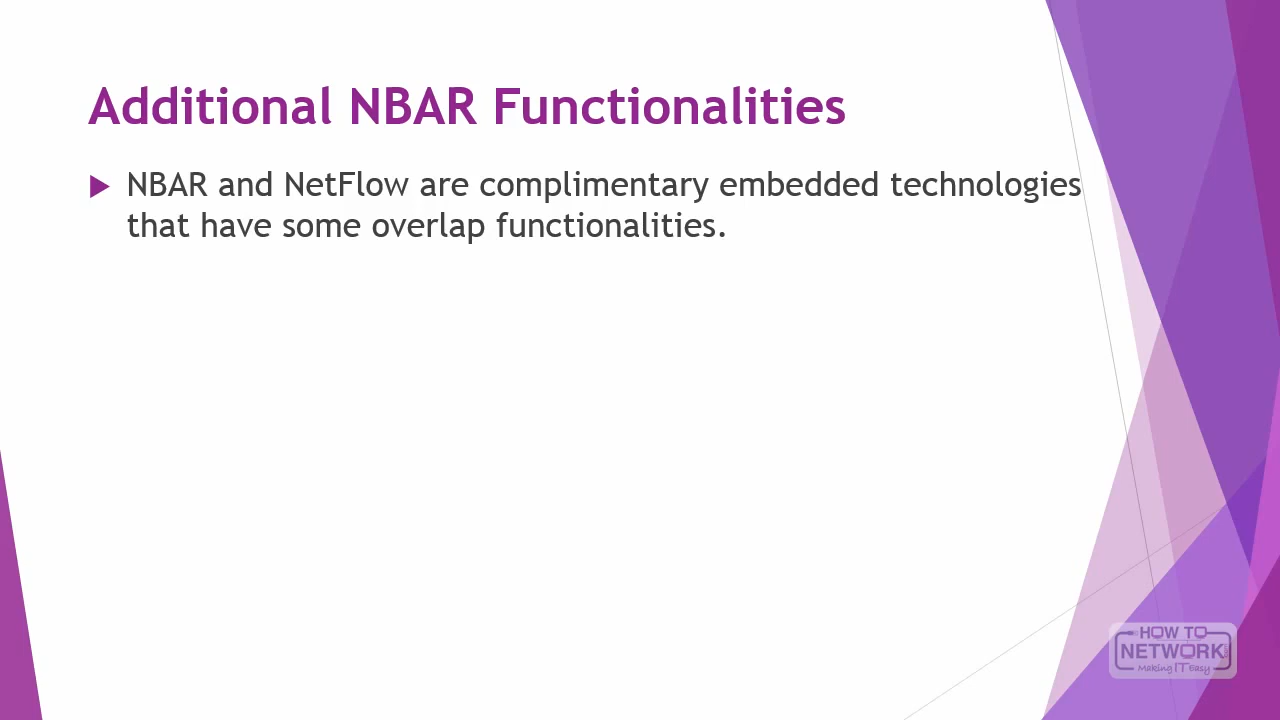 Additional NBAR Functionalities
NBAR and NetFlow are complimentary embedded technologies
that have some overlap functionalities.
HOW TO
NETWORK
Making IT Easy